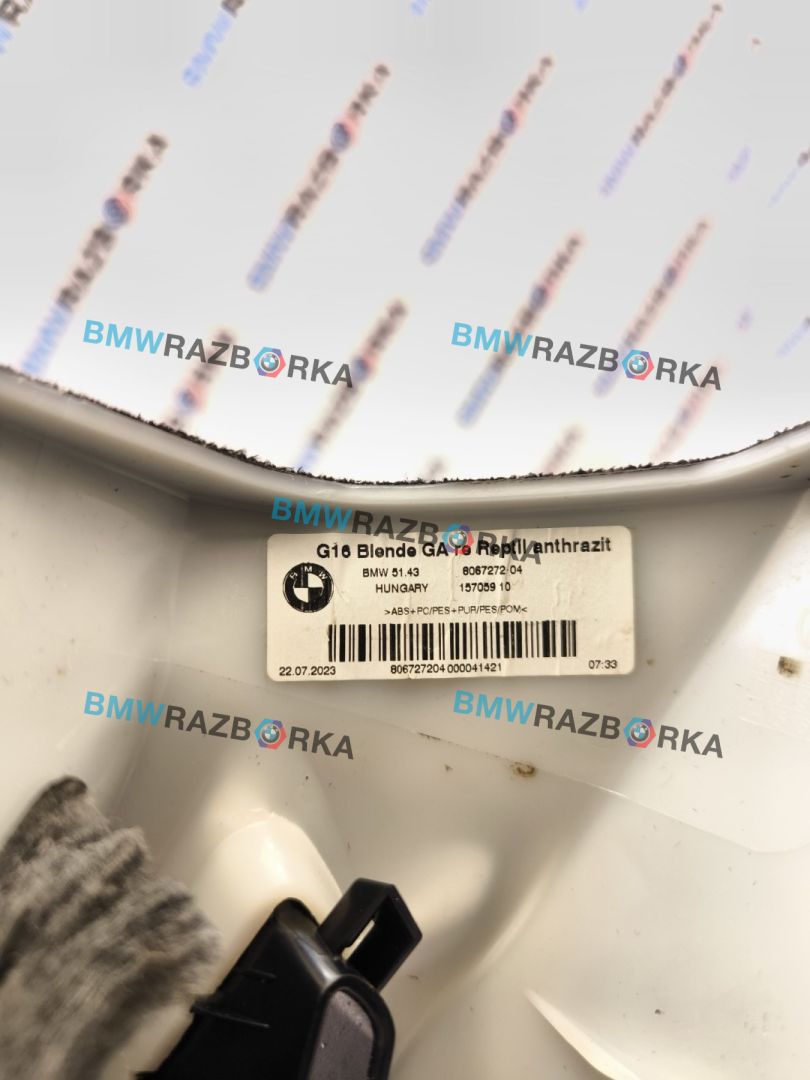 BMWRAZBORKA
BMWRAZBORKA
BMWRAZBORKA
G16 Blende GA re Reptil anthrazit
BMW
BMW 51.43 8067272-04
HUNGARY 157059 10
>ABS+PC/PES+PUR/PES/POM<
22.07.2023 806727204 000041421 07:33
BMWRAZBORKA
BMWRAZBORKA